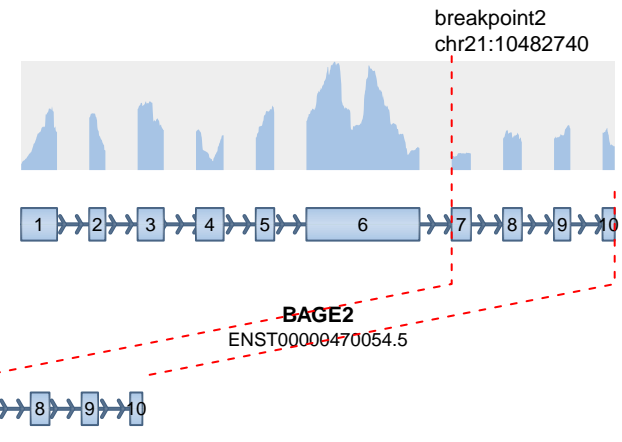 breakpoint2
chr21:10482740
1 2 3 4 5 6 7 8 9 10
BAGE2
ENST00000470054.5
8 9 10